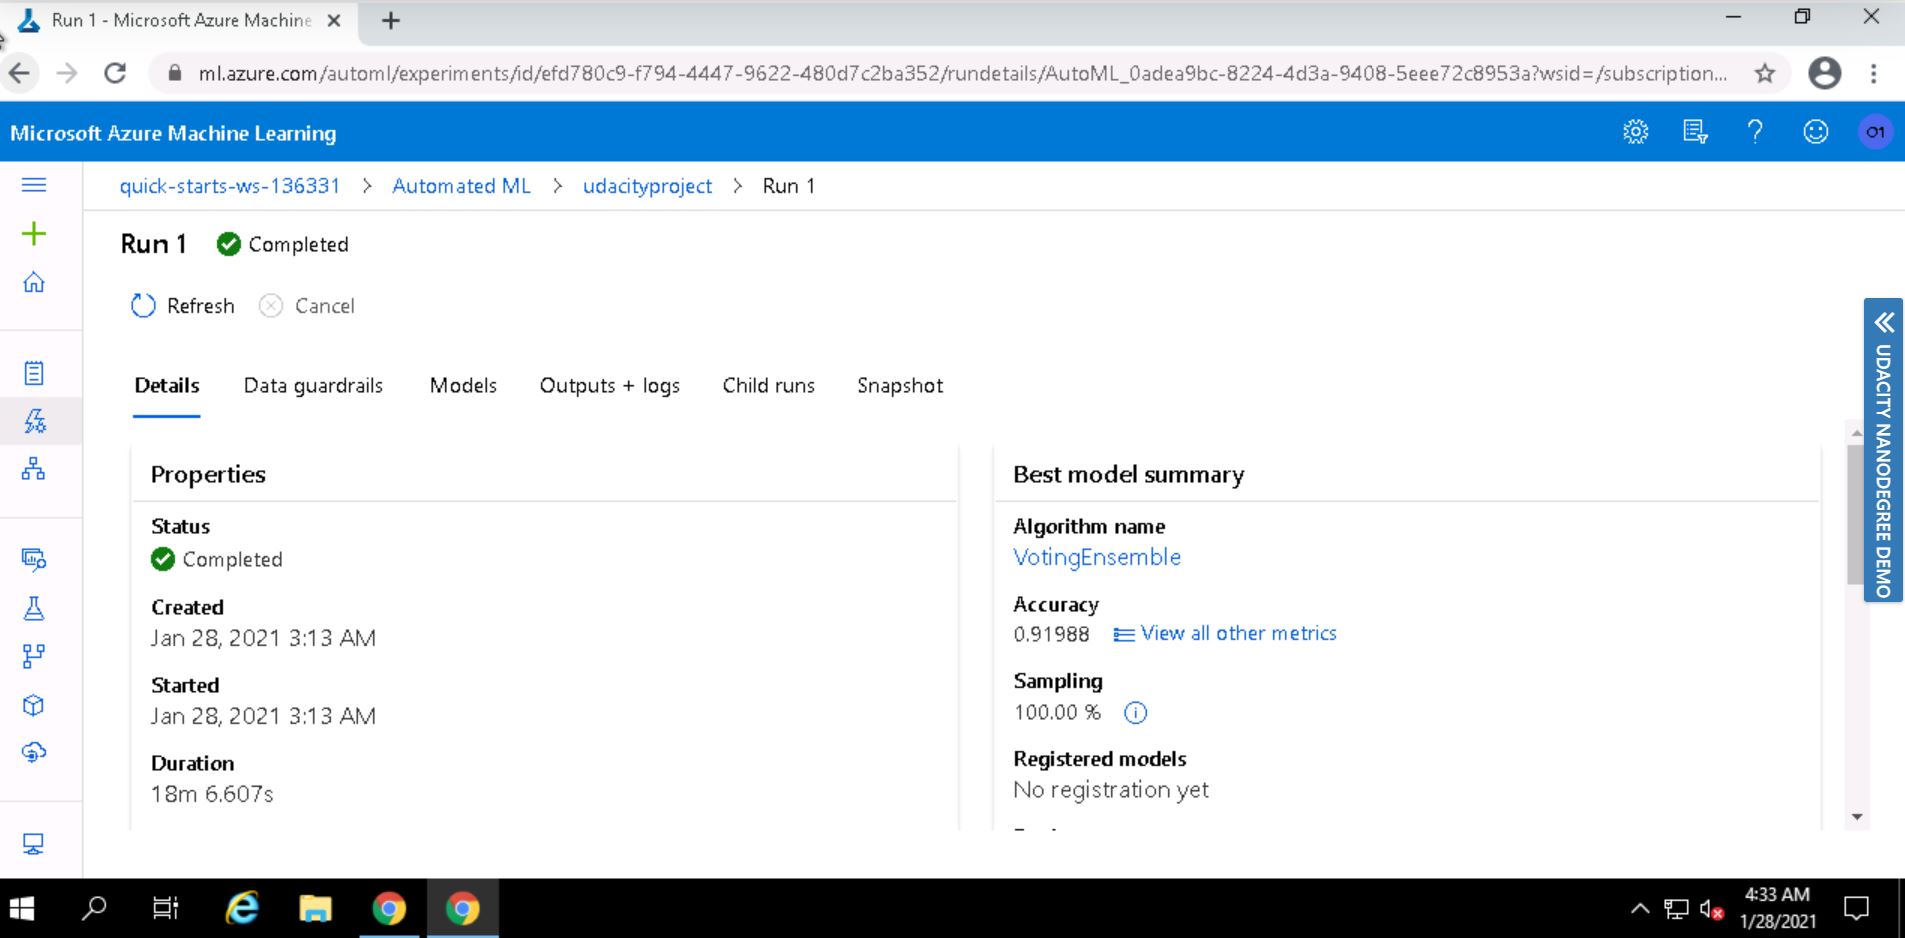 Run 1 - Microsoft Azure Machine
ml.azure.com/automl/experiments/id/efd780c9-f794-4447-9622-480d7c2ba352/rundetails/AutoML_0adea9bc-8224-4d3a-9408-5eee72c8953a?wsid=/subscription...
Microsoft Azure Machine Learning
O1
quick-starts-ws-136331 > Automated ML > udacityproject > Run 1
Run 1 Completed
Refresh Cancel
Details Data guardrails Models Outputs + logs Child runs Snapshot
Properties
Status
Completed
Created
Jan 28, 2021 3:13 AM
Started
Jan 28, 2021 3:13 AM
Duration
18m 6.607s
Best model summary
Algorithm name
VotingEnsemble
Accuracy
0.91988 View all other metrics
Sampling
100.00 %
Registered models
No registration yet
UDACITY NANODEGREE DEMO
4:33 AM
1/28/2021